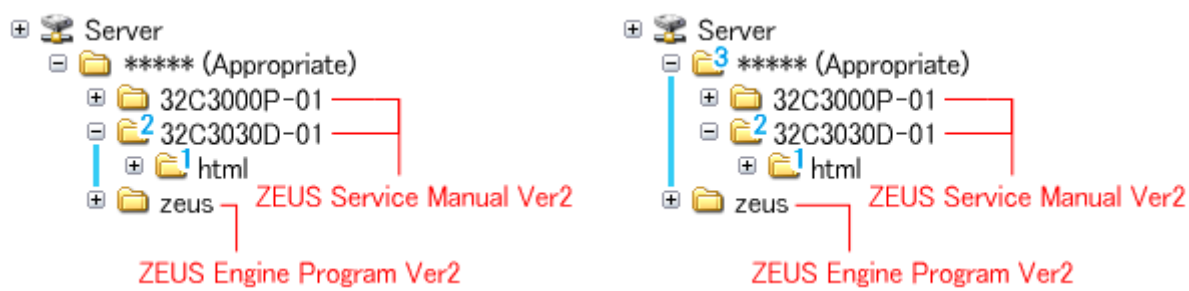 Server
***** (Appropriate)
32C3000P-01
2 32C3030D-01
1 html
zeus
ZEUS Service Manual Ver2
ZEUS Engine Program Ver2
Server
3 ***** (Appropriate)
32C3000P-01
2 32C3030D-01
1 html
zeus
ZEUS Service Manual Ver2
ZEUS Engine Program Ver2